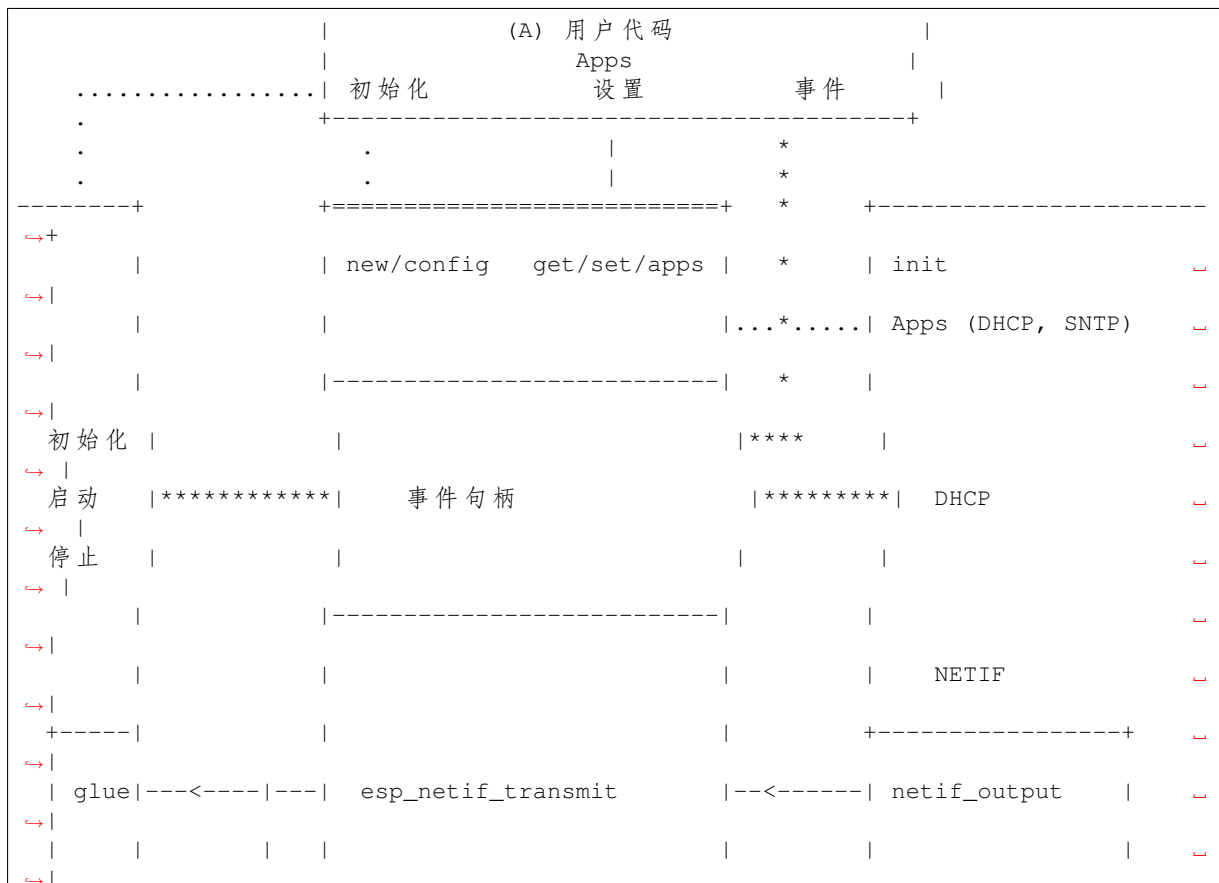 |            (A) 用户代码                 |
|                 Apps                   |
.................| 初始化          设置          事件      |
.                +----------------------------------------+
.                   .                |           *
.                   .                |           *
--------+             +===========================+   *     +-----------------------
↪+
        |             | new/config   get/set/apps |   *     | init                     ␣
↪|
        |             |                           |...*.....| Apps (DHCP, SNTP)    ␣
↪|
        |             |---------------------------|   *     |                      ␣
↪|
  初始化 |             |                           |****     |                      ␣
↪ |
  启动   |************|    事件句柄                |*********|  DHCP                ␣
↪  |
  停止   |            |                           |         |                      ␣
↪ |
        |             |---------------------------|         |                      ␣
↪|
        |             |                           |         |    NETIF             ␣
↪|
  +-----|             |                           |         +-----------------+    ␣
↪|
  | glue|---<----|---|  esp_netif_transmit       |--<------| netif_output    |    ␣
↪|
  |     |        |   |                           |         |                 |    ␣
↪|